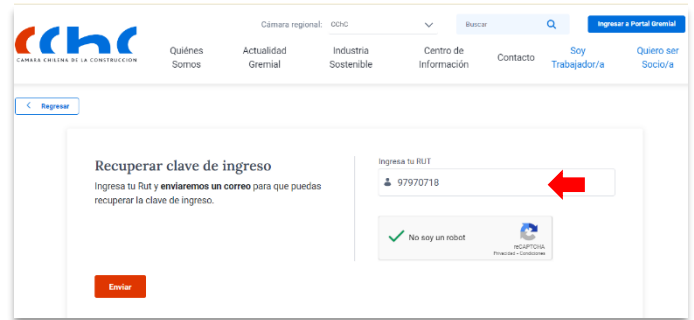 cchc
CÁMARA CHILENA DE LA CONSTRUCCIÓN
Cámara regional: CChC
Buscar
Ingresar a Portal Gremial
Quiénes
Somos
Actualidad
Gremial
Industria
Sostenible
Centro de
Información
Contacto
Soy
Trabajador/a
Quiero ser
Socio/a
Regresar
Recuperar clave de ingreso
Ingresa tu Rut y enviaremos un correo para que puedas
recuperar la clave de ingreso.
Enviar
Ingresa tu RUT
97970718
No soy un robot
reCAPTCHA
Privacidad - Condiciones